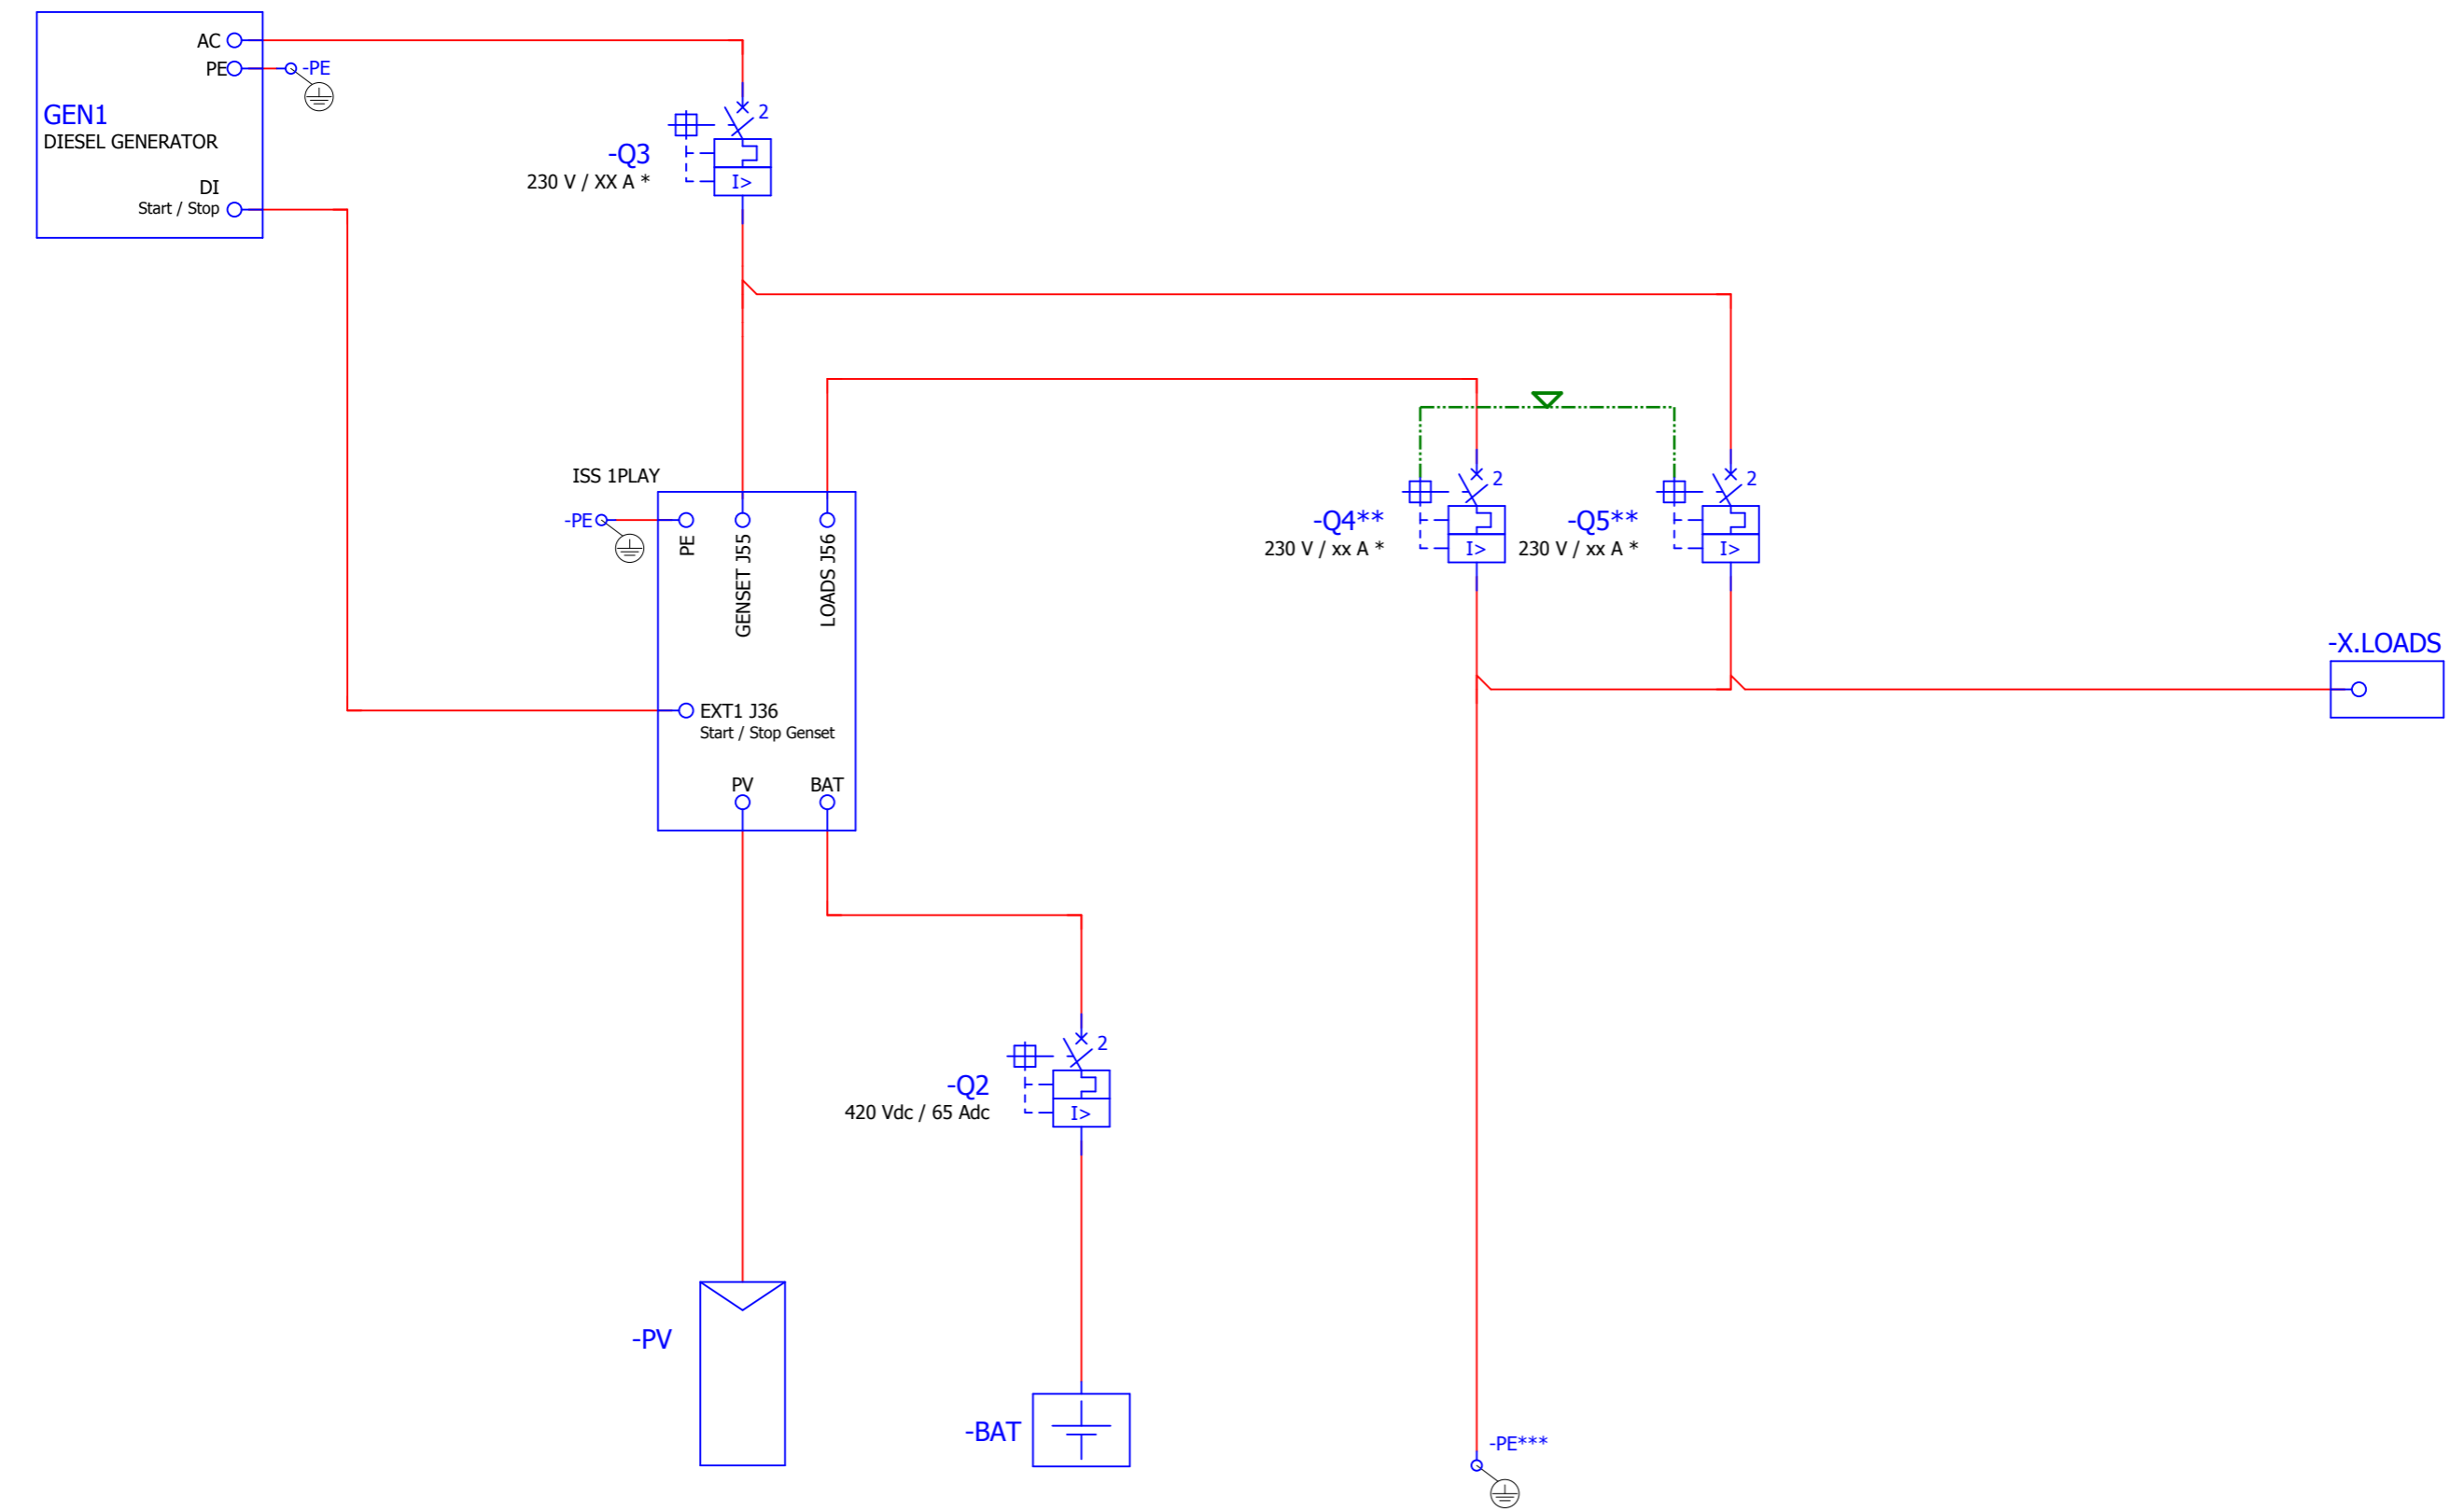 AC
PE
-PE
GEN1
DIESEL GENERATOR
DI
Start / Stop
2
-Q3
230 V / XX A *
I>
ISS 1PLAY
-PE
PE
GENSET J55
LOADS J56
2
-Q4**
230 V / xx A *
I>
2
-Q5**
230 V / xx A *
I>
-X.LOADS
EXT1 J36
Start / Stop Genset
PV
BAT
2
-Q2
420 Vdc / 65 Adc
I>
-PV
-BAT
-PE***